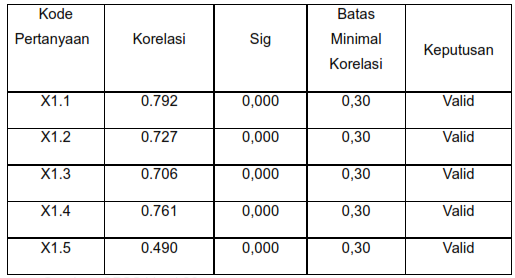 Kode Pertanyaan Korelasi Sig Batas Minimal Korelasi Keputusan
X1.1 0.792 0,000 0,30 Valid
X1.2 0.727 0,000 0,30 Valid
X1.3 0.706 0,000 0,30 Valid
X1.4 0.761 0,000 0,30 Valid
X1.5 0.490 0,000 0,30 Valid